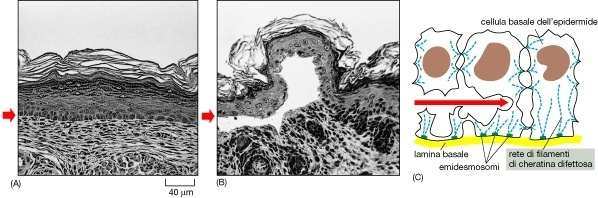 cellula basale dell'epidermide
lamina basale
emidesmosomi
rete di filamenti
di cheratina difettosa
(A)
40 μm
(B)
(C)